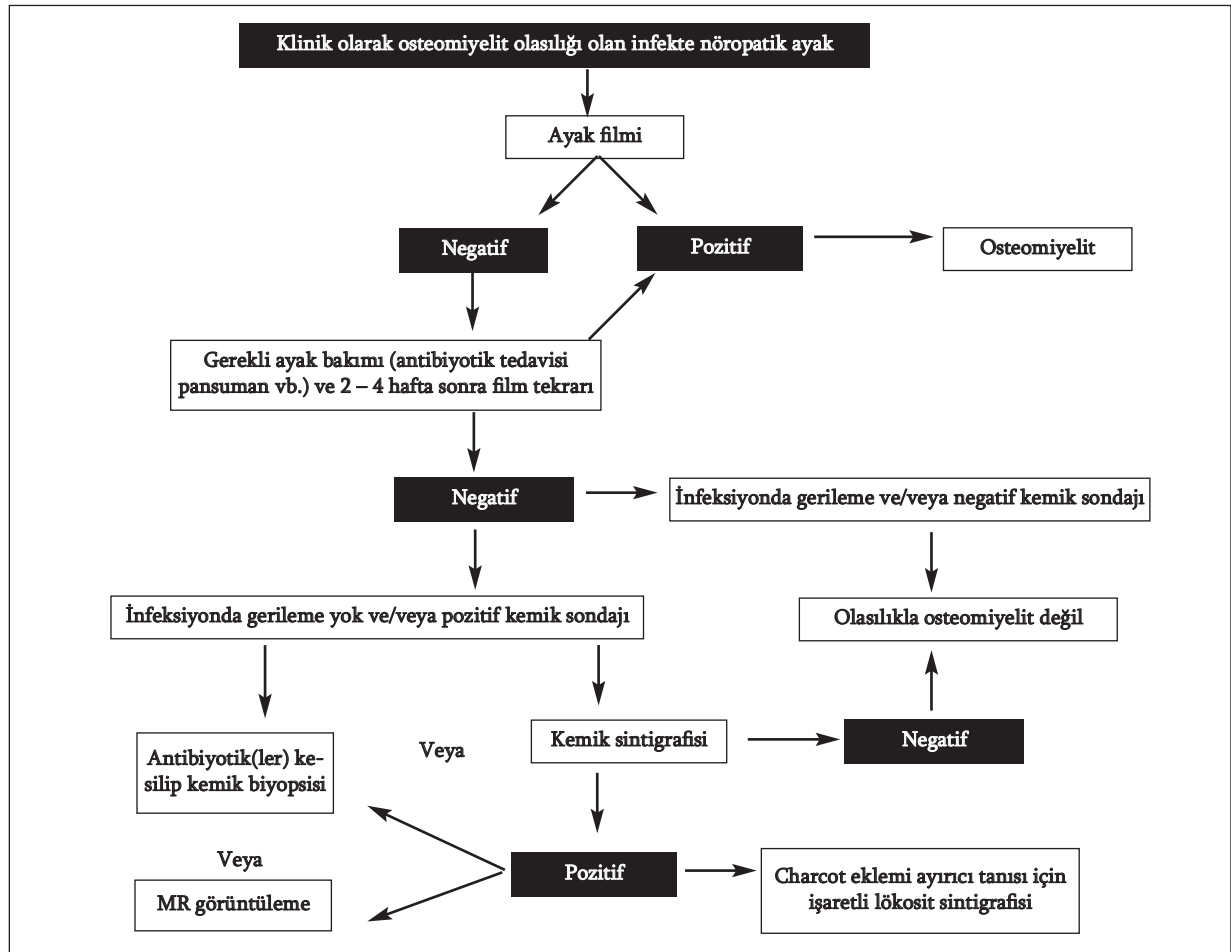 Klinik olarak osteomiyelit olasılığı olan infekte nöropatik ayak
Ayak filmi
Negatif
Pozitif
Osteomiyelit
Gerekli ayak bakımı (antibiyotik tedavisi
pansuman vb.) ve 2 – 4 hafta sonra film tekrarı
Negatif
İnfeksiyonda gerileme ve/veya negatif kemik sondajı
İnfeksiyonda gerileme yok ve/veya pozitif kemik sondajı
Olasılıkla osteomiyelit değil
Antibiyotik(ler) ke-
silip kemik biyopsisi
Veya
Kemik sintigrafisi
Negatif
Veya
MR görüntüleme
Pozitif
Charcot eklemi ayırıcı tanısı için
işaretli lökosit sintigrafisi